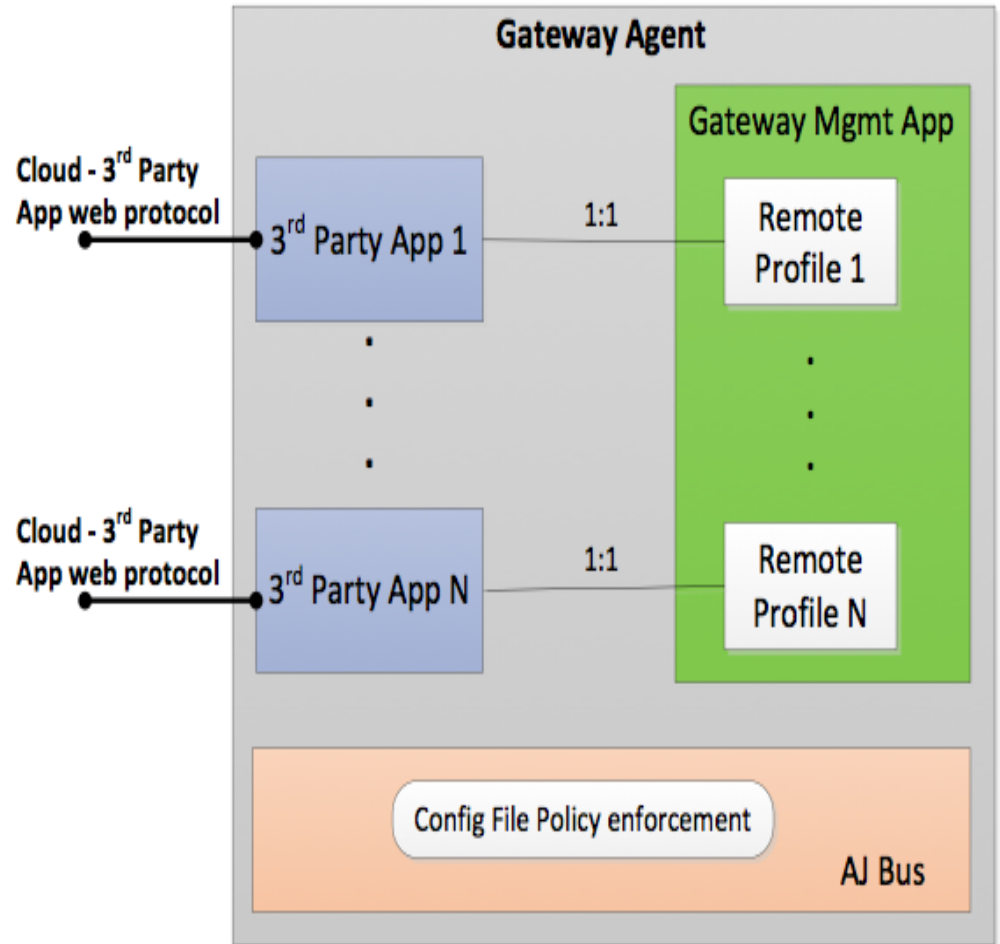 Gateway Agent
Gateway Mgmt App
Cloud - 3rd Party
App web protocol
3rd Party App 1
1:1
Remote
Profile 1
Cloud - 3rd Party
App web protocol
3rd Party App N
1:1
Remote
Profile N
Config File Policy enforcement
AJ Bus